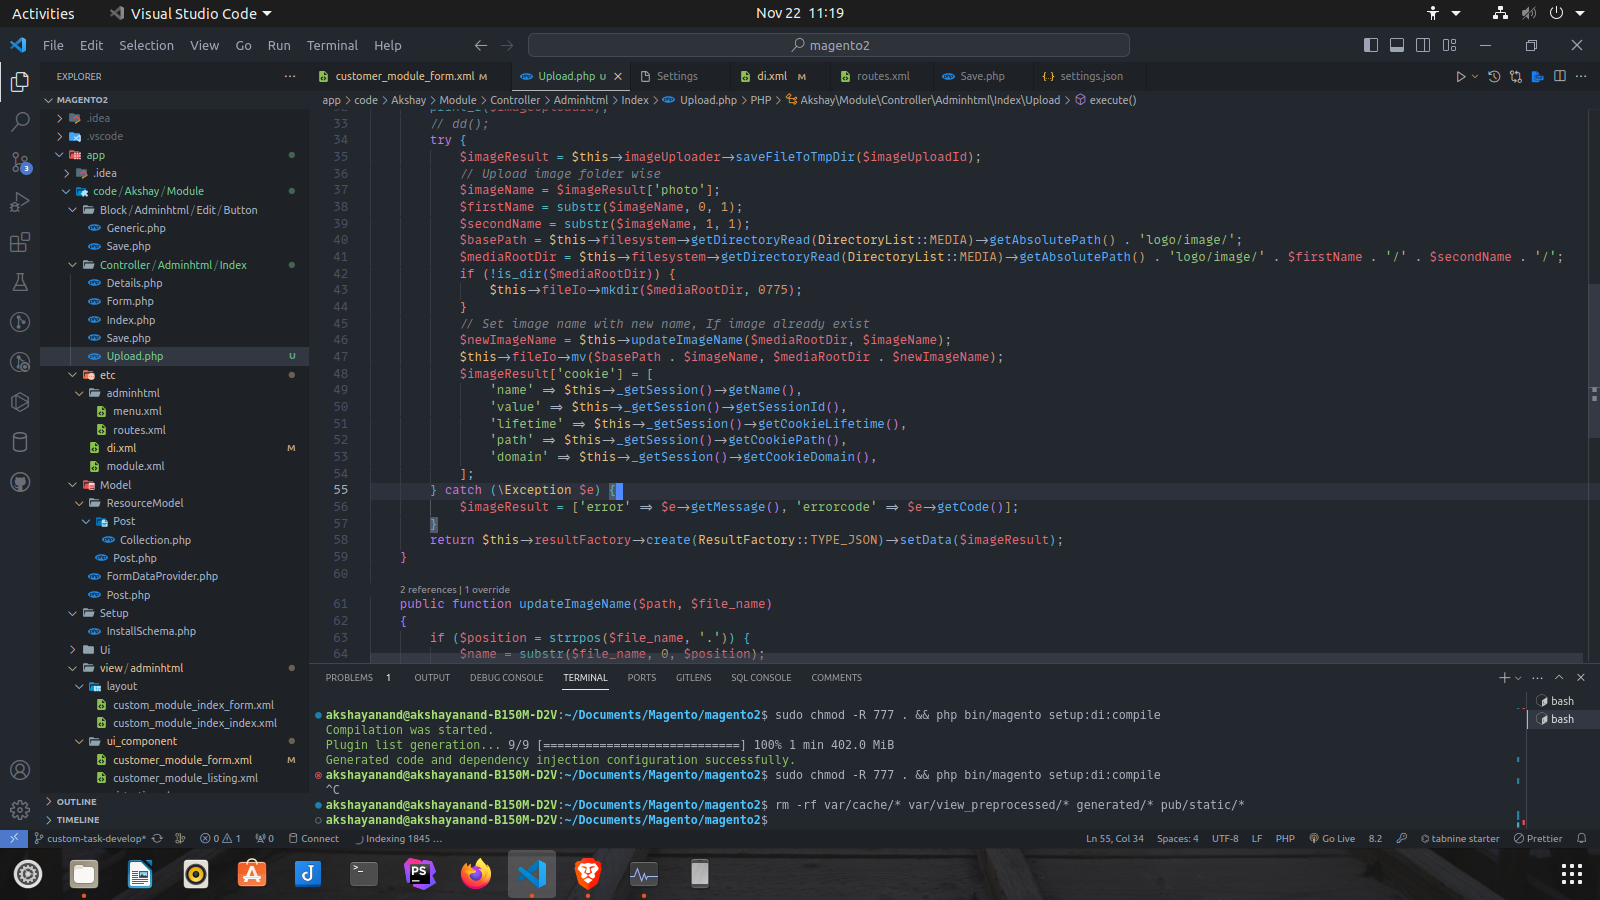 Activities
Visual Studio Code
Nov 22 11:19
File Edit Selection View Go Run Terminal Help
magento2
EXPLORER
customer_module_form.xml M
Upload.php U
Settings
di.xml M
routes.xml
Save.php
settings.json
app > code > Akshay > Module > Controller > Adminhtml > Index > Upload.php > PHP > Akshay\Module\Controller\Adminhtml\Index\Upload > execute()
MAGENTO2
.idea
.vscode
app
.idea
code / Akshay / Module
Block / Adminhtml / Edit / Button
Generic.php
Save.php
Controller / Adminhtml / Index
Details.php
Form.php
Index.php
Save.php
Upload.php U
etc
adminhtml
menu.xml
routes.xml
di.xml M
module.xml
Model
ResourceModel
Post
Collection.php
Post.php
FormDataProvider.php
Post.php
Setup
InstallSchema.php
Ui
view / adminhtml
layout
custom_module_index_form.xml
custom_module_index_index.xml
ui_component
customer_module_form.xml M
customer_module_listing.xml
OUTLINE
TIMELINE
33 // dd();
34 try {
35 $imageResult = $this→imageUploader→saveFileToTmpDir($imageUploadId);
36 // Upload image folder wise
37 $imageName = $imageResult['photo'];
38 $firstName = substr($imageName, 0, 1);
39 $secondName = substr($imageName, 1, 1);
40 $basePath = $this→filesystem→getDirectoryRead(DirectoryList::MEDIA)→getAbsolutePath() . 'logo/image/';
41 $mediaRootDir = $this→filesystem→getDirectoryRead(DirectoryList::MEDIA)→getAbsolutePath() . 'logo/image/' . $firstName . '/' . $secondName . '/';
42 if (!is_dir($mediaRootDir)) {
43 $this→fileIo→mkdir($mediaRootDir, 0775);
44 }
45 // Set image name with new name, If image already exist
46 $newImageName = $this→updateImageName($mediaRootDir, $imageName);
47 $this→fileIo→mv($basePath . $imageName, $mediaRootDir . $newImageName);
48 $imageResult['cookie'] = [
49 'name' ⇒ $this→_getSession()→getName(),
50 'value' ⇒ $this→_getSession()→getSessionId(),
51 'lifetime' ⇒ $this→_getSession()→getCookieLifetime(),
52 'path' ⇒ $this→_getSession()→getCookiePath(),
53 'domain' ⇒ $this→_getSession()→getCookieDomain(),
54 ];
55 } catch (\Exception $e) {
56 $imageResult = ['error' ⇒ $e→getMessage(), 'errorcode' ⇒ $e→getCode()];
57 }
58 return $this→resultFactory→create(ResultFactory::TYPE_JSON)→setData($imageResult);
59 }
60
2 references | 1 override
61 public function updateImageName($path, $file_name)
62 {
63 if ($position = strrpos($file_name, '.')) {
64 $name = substr($file_name, 0, $position);
PROBLEMS 1 OUTPUT DEBUG CONSOLE TERMINAL PORTS GITLENS SQL CONSOLE COMMENTS
bash
bash
akshayanand@akshayanand-B150M-D2V:~/Documents/Magento/magento2$ sudo chmod -R 777 . && php bin/magento setup:di:compile
Compilation was started.
Plugin list generation... 9/9 [============================] 100% 1 min 402.0 MiB
Generated code and dependency injection configuration successfully.
akshayanand@akshayanand-B150M-D2V:~/Documents/Magento/magento2$ sudo chmod -R 777 . && php bin/magento setup:di:compile
^C
akshayanand@akshayanand-B150M-D2V:~/Documents/Magento/magento2$ rm -rf var/cache/* var/view_preprocessed/* generated/* pub/static/*
akshayanand@akshayanand-B150M-D2V:~/Documents/Magento/magento2$
custom-task-develop* 0 1 0 Connect Indexing 1845 ... Ln 55, Col 34 Spaces: 4 UTF-8 LF PHP Go Live 8.2 tabnine starter Prettier